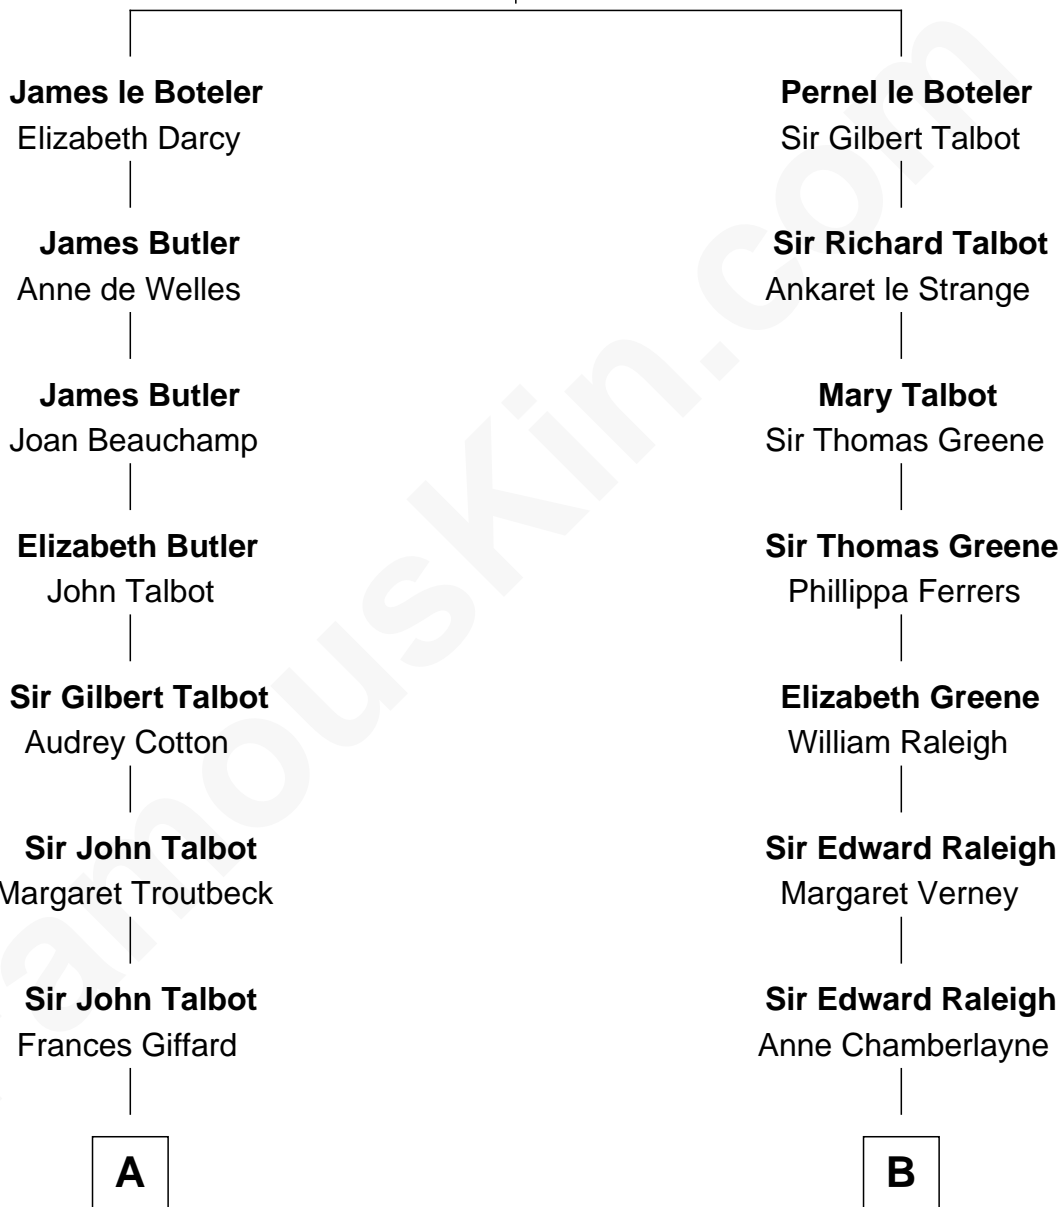 James le Boteler
Elizabeth Darcy
James Butler
Anne de Welles
James Butler
Joan Beauchamp
Elizabeth Butler
John Talbot
Sir Gilbert Talbot
Audrey Cotton
Sir John Talbot
Margaret Troutbeck
Sir John Talbot
Frances Giffard
A
Pernel le Boteler
Sir Gilbert Talbot
Sir Richard Talbot
Ankaret le Strange
Mary Talbot
Sir Thomas Greene
Sir Thomas Greene
Phillippa Ferrers
Elizabeth Greene
William Raleigh
Sir Edward Raleigh
Margaret Verney
Sir Edward Raleigh
Anne Chamberlayne
B
famouskin.com